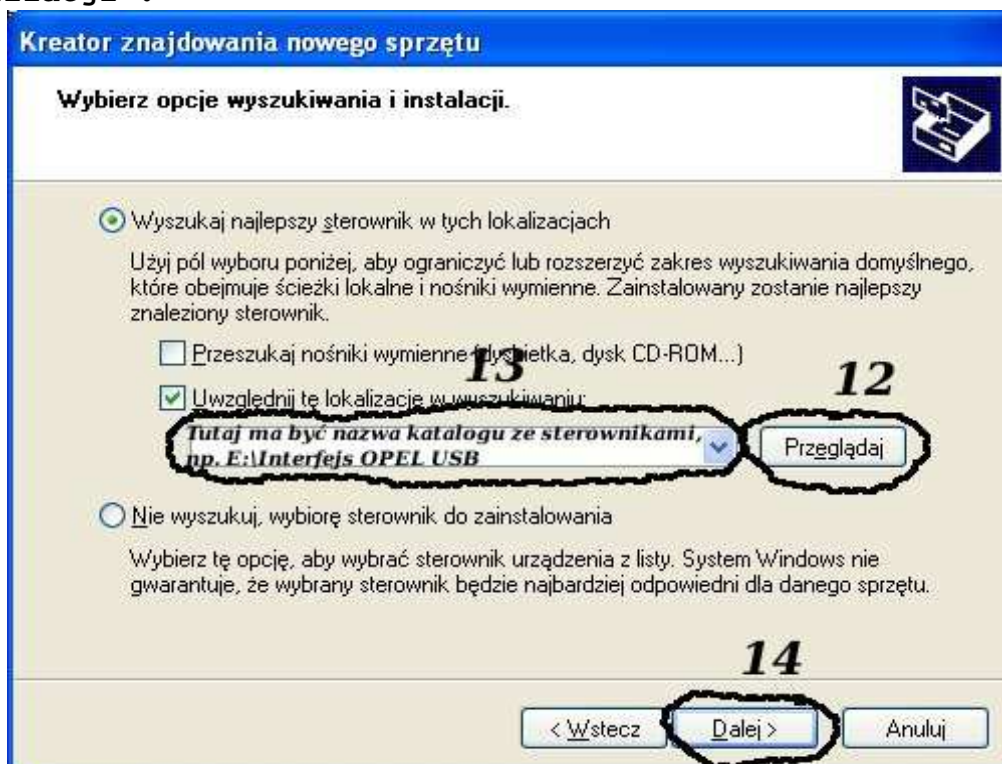 Kreator znajdowania nowego sprzętu
Wybierz opcje wyszukiwania i instalacji.
Wyszukaj najlepszy sterownik w tych lokalizacjach
Użyj pól wyboru poniżej, aby ograniczyć lub rozszerzyć zakres wyszukiwania domyślnego,
które obejmuje ścieżki lokalne i nośniki wymienne. Zainstalowany zostanie najlepszy
znaleziony sterownik.
Przeszukaj nośniki wymienne (dyskietka, dysk CD-ROM...)
13
12
Uwzględnij tę lokalizację w wyszukiwaniu:
Tutaj ma być nazwa katalogu ze sterownikami,
np. E:\Interfejs OPEL USB
Przeglądaj
Nie wyszukuj, wybiorę sterownik do zainstalowania
Wybierz tę opcję, aby wybrać sterownik urządzenia z listy. System Windows nie
gwarantuje, że wybrany sterownik będzie najbardziej odpowiedni dla danego sprzętu.
14
< Wstecz
Dalej >
Anuluj